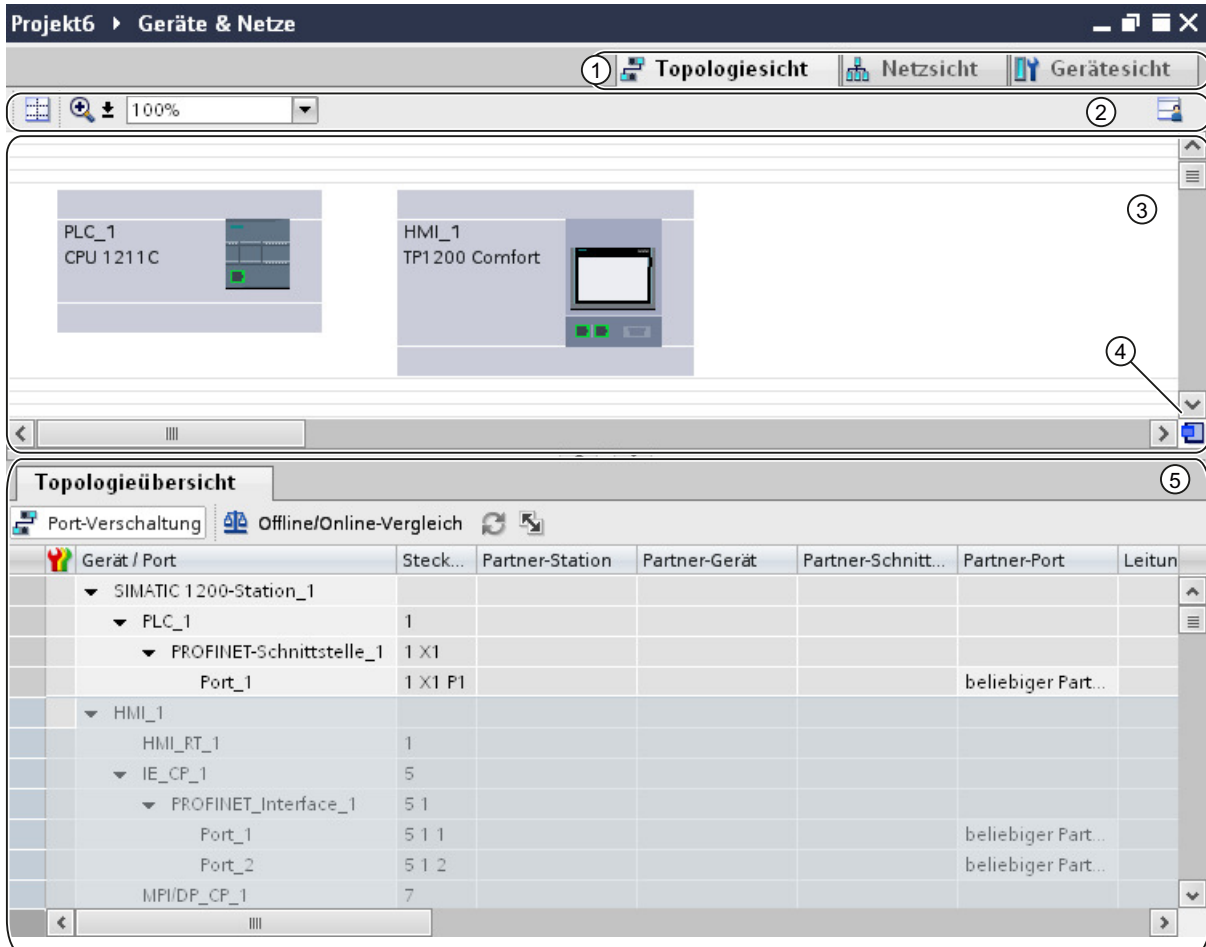 Projekt6 ▸ Geräte & Netze
① Topologiesicht Netzsicht Gerätesicht
100% ②
③
PLC_1
CPU 1211C
HMI_1
TP1200 Comfort
④
Topologieübersicht ⑤
Port-Verschaltung Offline/Online-Vergleich
Gerät / Port Steck... Partner-Station Partner-Gerät Partner-Schnitt... Partner-Port Leitun
SIMATIC 1200-Station_1
PLC_1 1
PROFINET-Schnittstelle_1 1 X1
Port_1 1 X1 P1 beliebiger Part...
HMI_1
HMI_RT_1 1
IE_CP_1 5
PROFINET_Interface_1 5 1
Port_1 5 1 1 beliebiger Part...
Port_2 5 1 2 beliebiger Part...
MPI/DP_CP_1 7